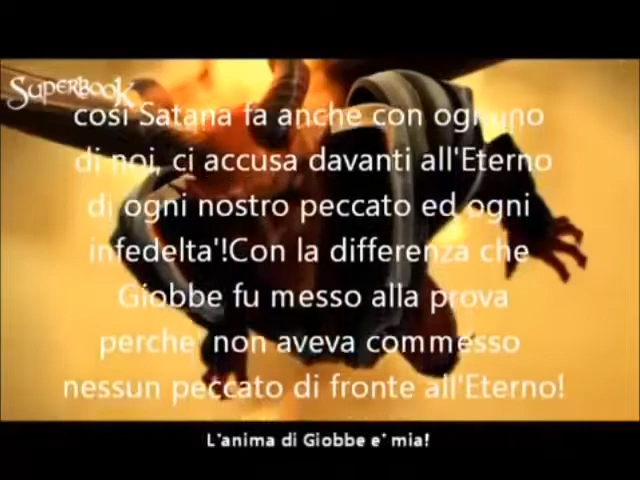 SUPERBOOK
così Satana fa anche con ogn uno
di noi, ci accusa davanti all'Eterno
di ogni nostro peccato ed ogni
infedelta'!Con la differenza che
Giobbe fu messo alla prova
perche' non aveva commesso
nessun peccato di fronte all'Eterno!
L'anima di Giobbe e' mia!